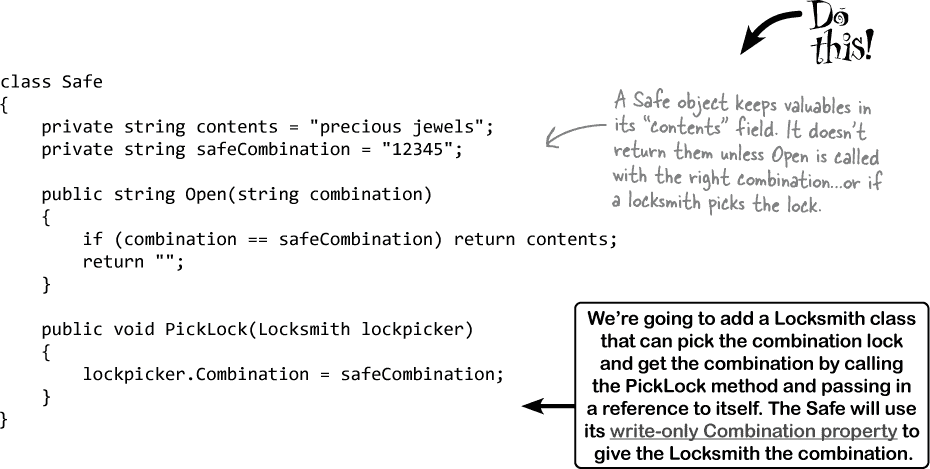 Do
this!
class Safe
{
    private string contents = "precious jewels";
    private string safeCombination = "12345";
    public string Open(string combination)
    {
        if (combination == safeCombination) return contents;
        return "";
    }
    public void PickLock(Locksmith lockpicker)
    {
        lockpicker.Combination = safeCombination;
    }
}
A Safe object keeps valuables in
its “contents” field. It doesn’t
return them unless Open is called
with the right combination...or if
a locksmith picks the lock.
We’re going to add a Locksmith class
that can pick the combination lock
and get the combination by calling
the PickLock method and passing in
a reference to itself. The Safe will use
its write-only Combination property to
give the Locksmith the combination.